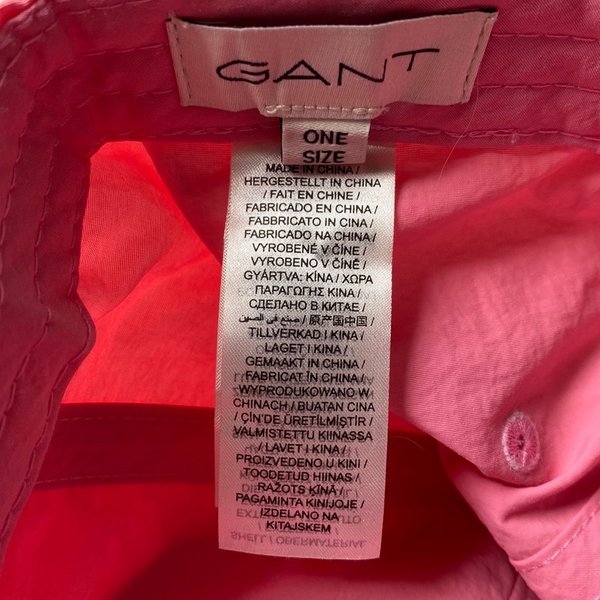 GANT
ONE
SIZE
MADE IN CHINA /
HERGESTELLT IN CHINA
/ FAIT EN CHINE /
FABRICADO EN CHINA /
FABBRICATO IN CINA /
FABRICADO NA CHINA /
VYROBENÉ V ČÍNE /
VYROBENO V ČÍNĚ /
GYÁRTVA: KÍNA / ΧΩΡΑ
ΠΑΡΑΓΩΓΗΣ ΚΙΝΑ /
СДЕЛАНО В КИТАЕ
/ صنع في الصين / 原产国中国 /
TILLVERKAD I KINA /
LAGET I KINA /
GEMAAKT IN CHINA /
FABRICAT ÎN CHINA /
WYPRODUKOWANO W
CHINACH / BUATAN CINA
/ ÇİN'DE ÜRETİLMİŞTİR /
VALMISTETTU KIINASSA
/ LAVET I KINA /
PROIZVEDENO U KINI /
TOODETUD HIINAS /
RAŽOTS ĶĪNĀ /
PAGAMINTA KINIJOJE /
IZDELANO NA
KITAJSKEM
SHELL / OBERMATERIAL